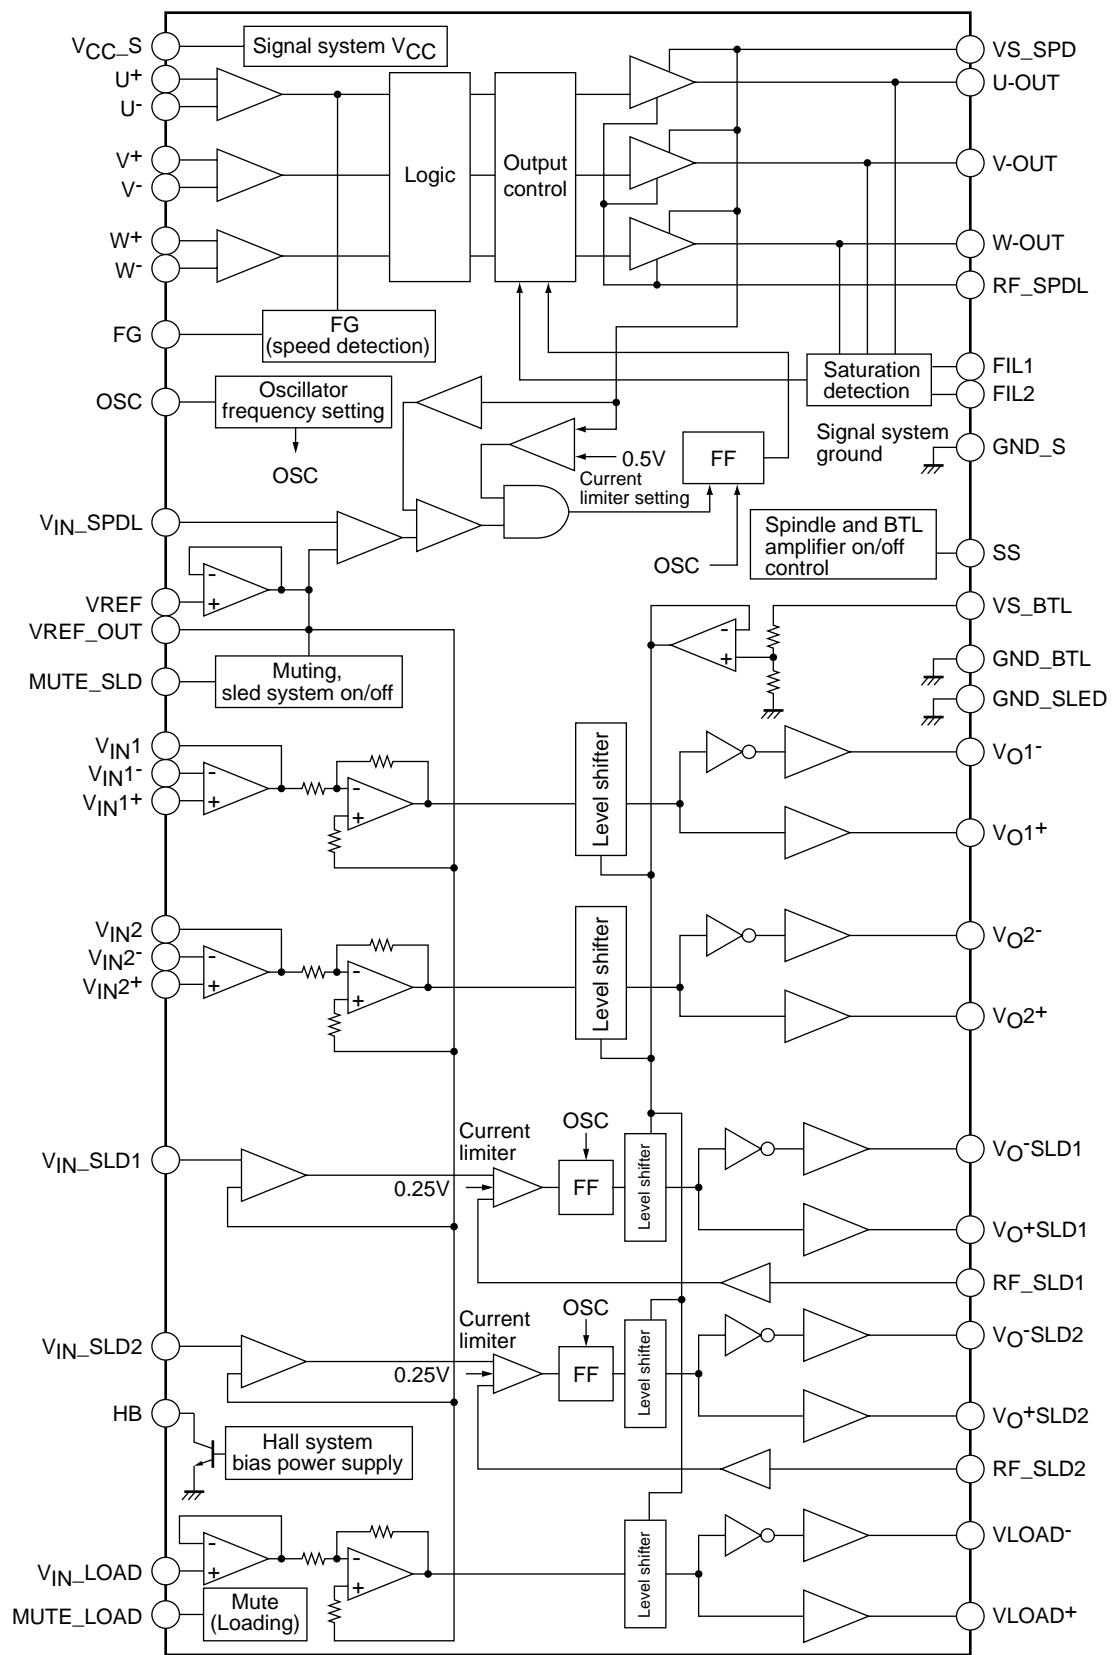 VCC_S
Signal system VCC
VS_SPD
U+
U-
U-OUT
V+
V-
Logic
Output
control
V-OUT
W+
W-
W-OUT
RF_SPDL
FG
FG
(speed detection)
Saturation
detection
FIL1
FIL2
OSC
Oscillator
frequency setting
OSC
Signal system
ground
GND_S
0.5V
Current
limiter setting
FF
VIN_SPDL
OSC
Spindle and BTL
amplifier on/off
control
SS
-
+
VREF
VREF_OUT
VS_BTL
-
+
GND_BTL
MUTE_SLD
Muting,
sled system on/off
GND_SLED
VIN1
VIN1-
VIN1+
-
+
-
+
Level shifter
VO1-
VO1+
VIN2
VIN2-
VIN2+
-
+
-
+
Level shifter
VO2-
VO2+
VIN_SLD1
Current
limiter
0.25V
OSC
FF
Level shifter
VO-SLD1
VO+SLD1
RF_SLD1
VIN_SLD2
Current
limiter
0.25V
OSC
FF
Level shifter
VO-SLD2
VO+SLD2
RF_SLD2
HB
Hall system
bias power supply
VIN_LOAD
-
+
-
+
Level shifter
VLOAD-
VLOAD+
MUTE_LOAD
Mute
(Loading)